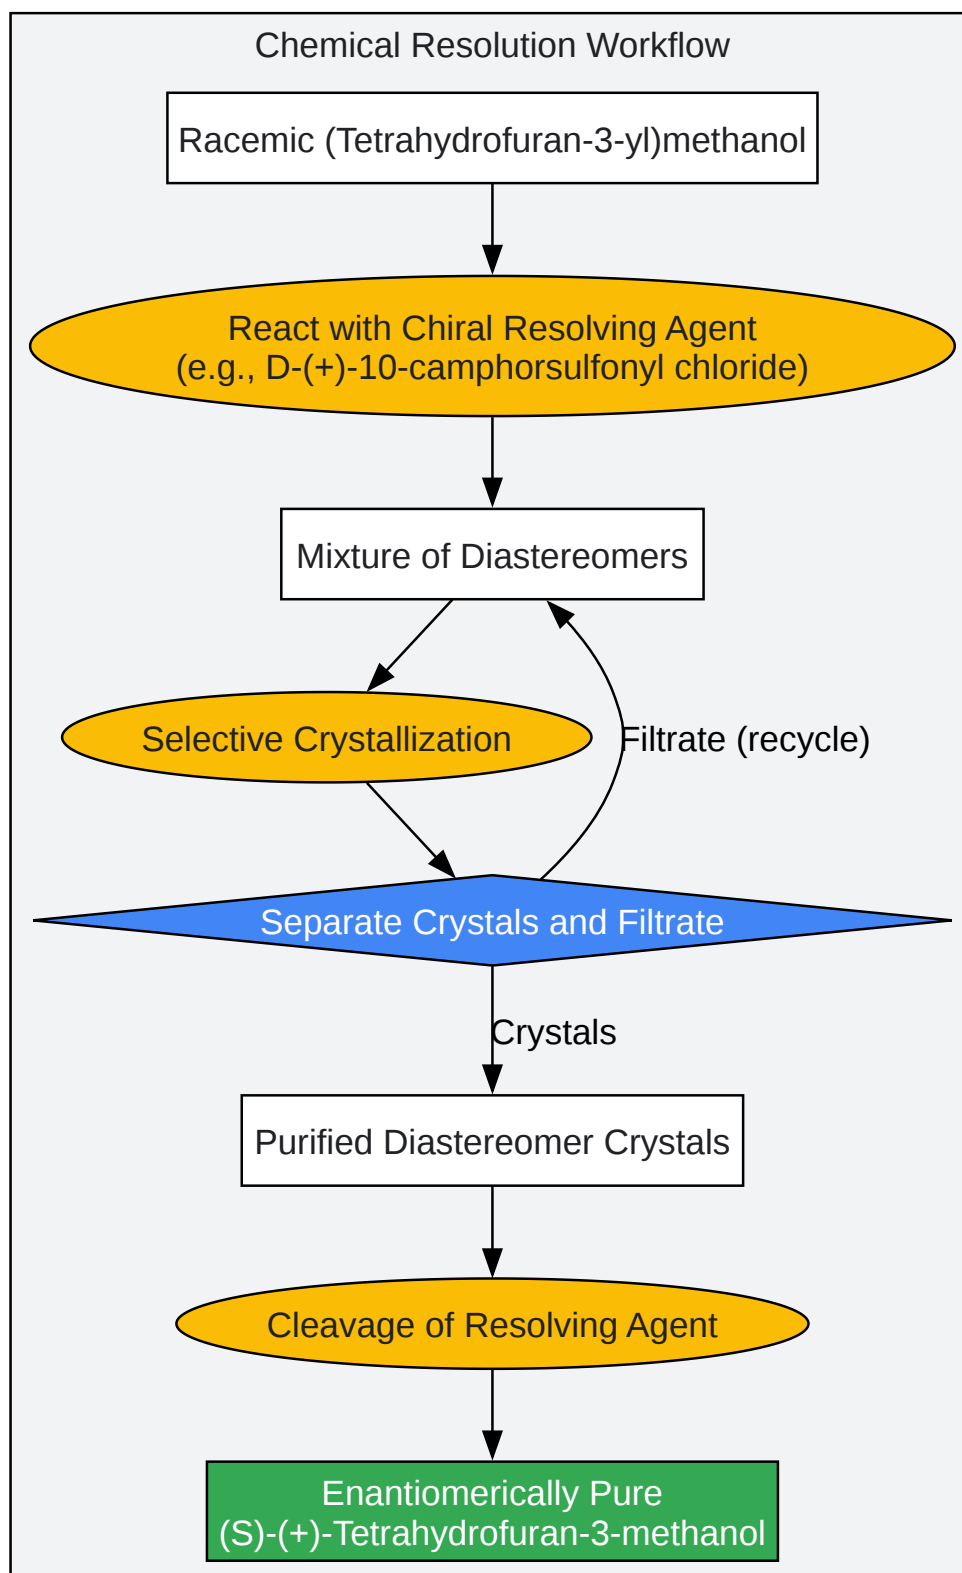 Chemical Resolution Workflow
Racemic (Tetrahydrofuran-3-yl)methanol
React with Chiral Resolving Agent
(e.g., D-(+)-10-camphorsulfonyl chloride)
Mixture of Diastereomers
Selective Crystallization
Filtrate (recycle)
Separate Crystals and Filtrate
Crystals
Purified Diastereomer Crystals
Cleavage of Resolving Agent
Enantiomerically Pure
(S)-(+)-Tetrahydrofuran-3-methanol